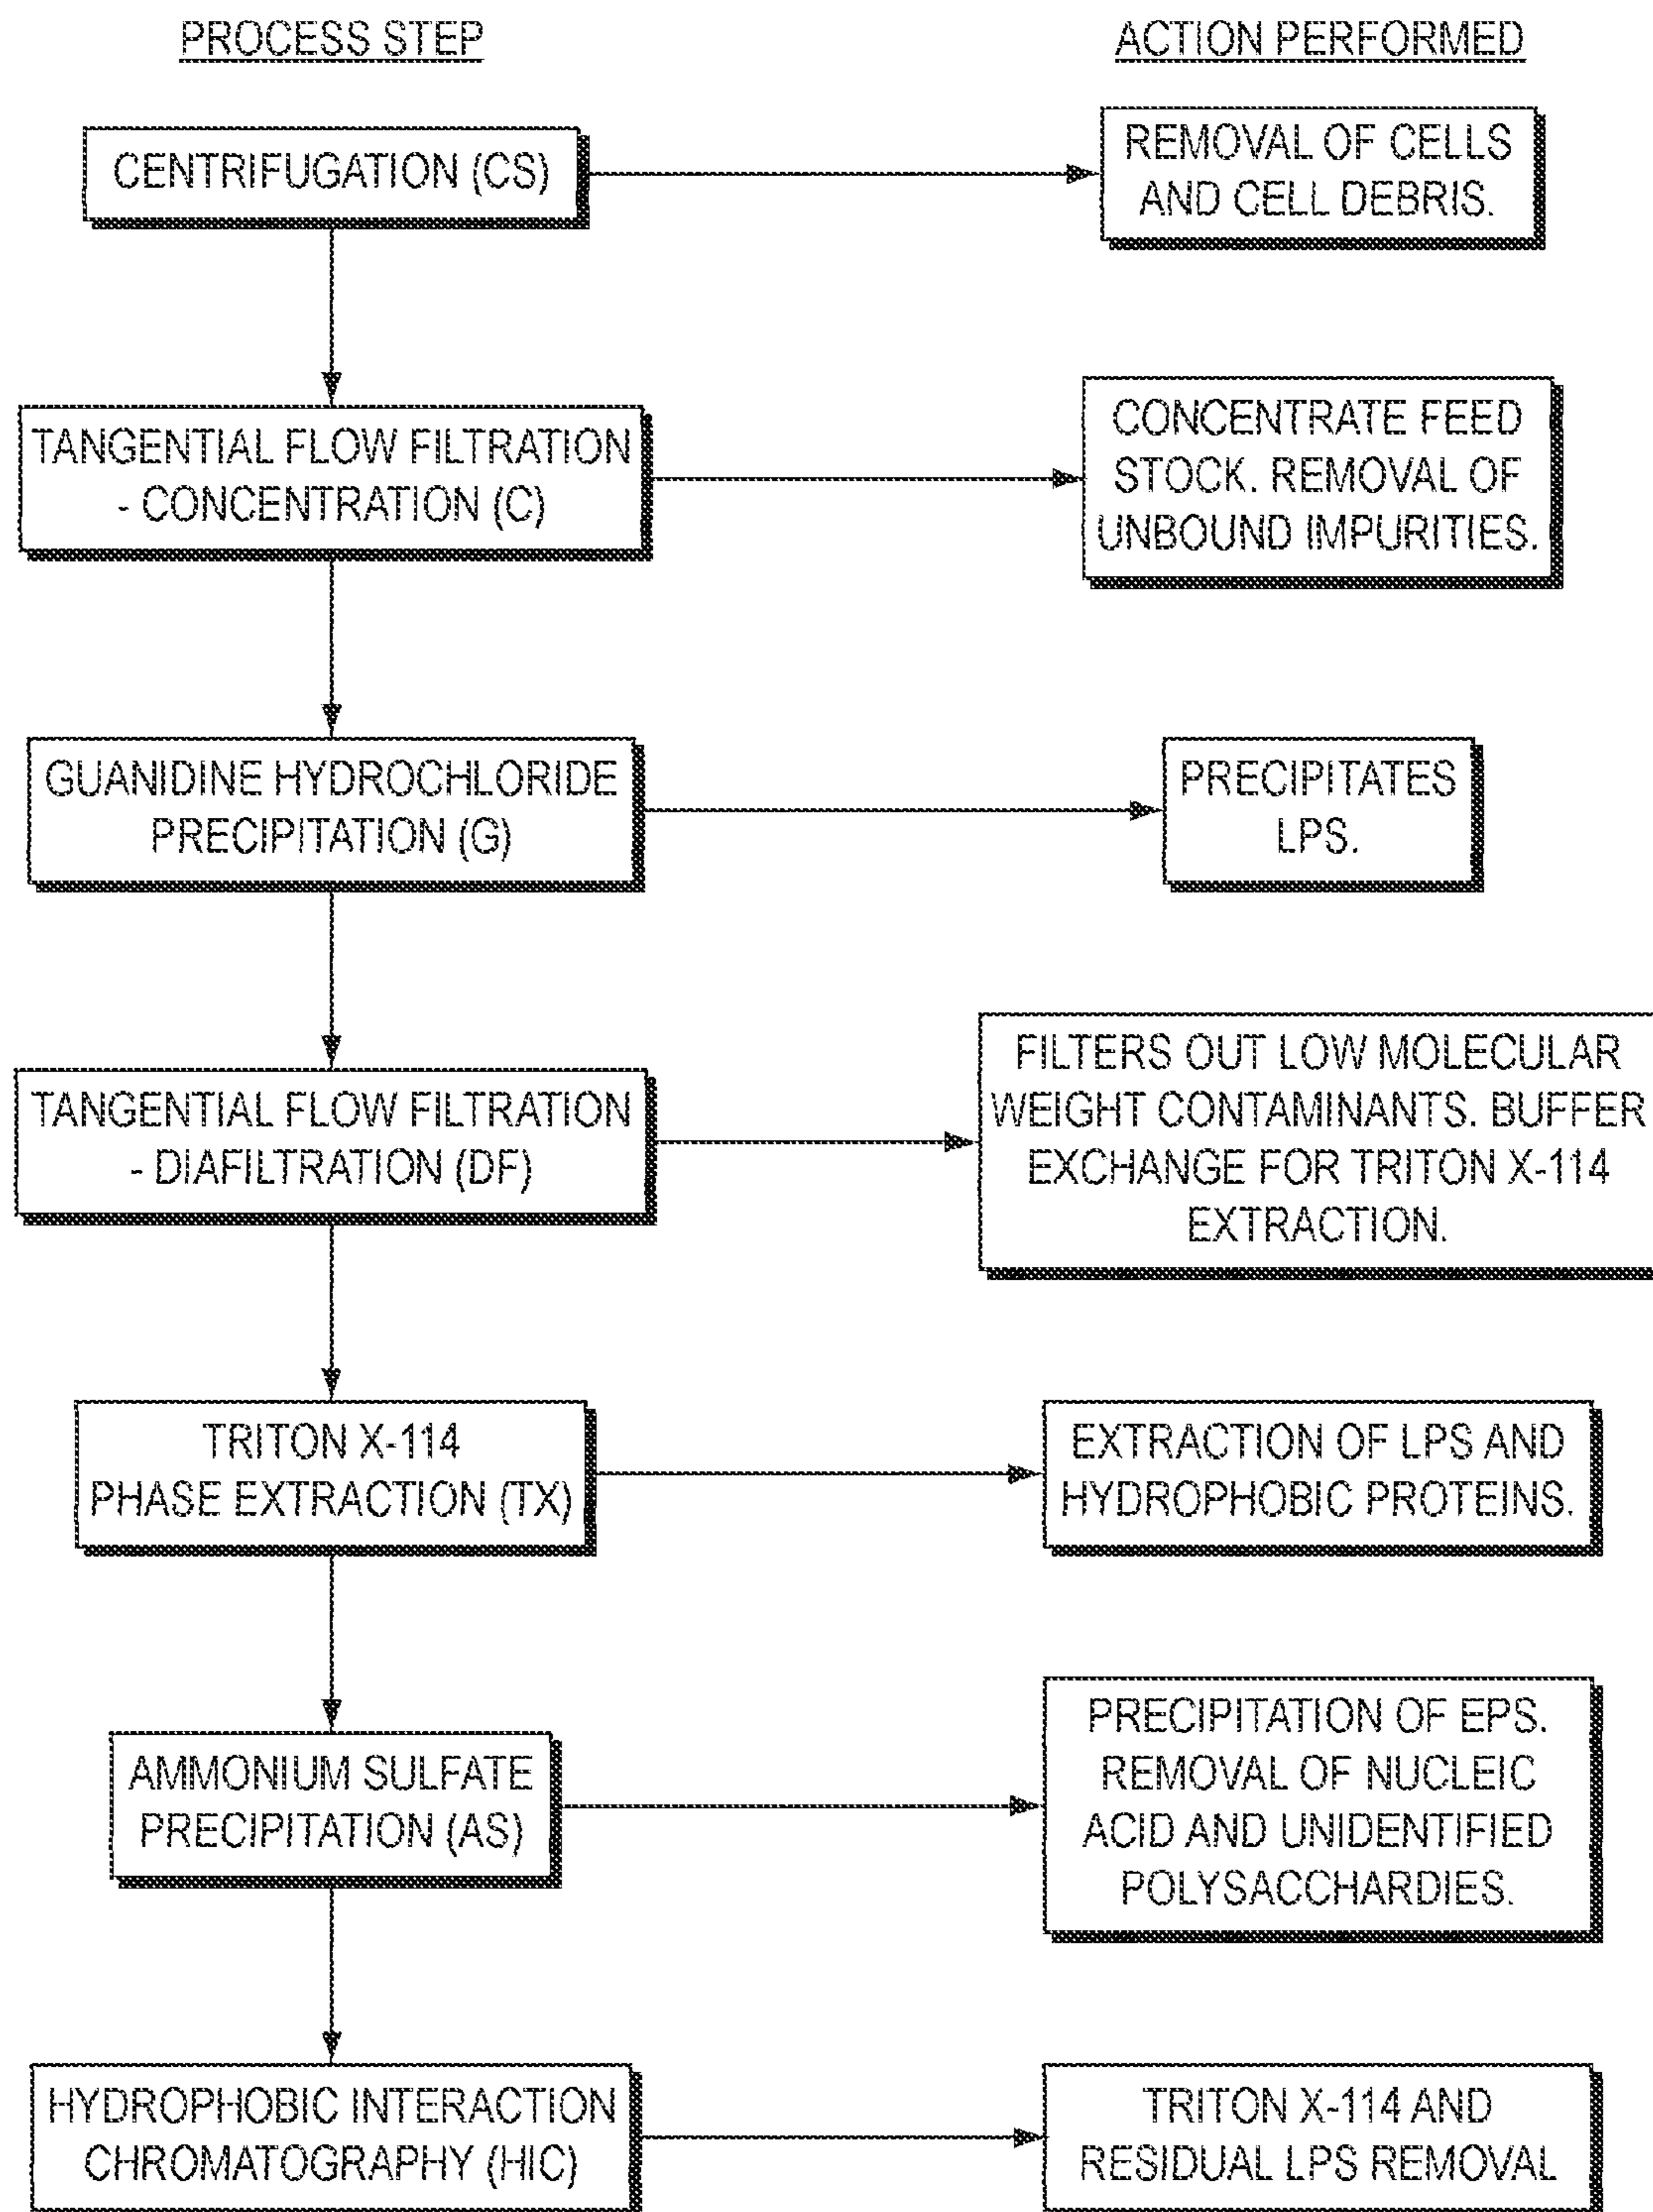 PROCESS STEP
ACTION PERFORMED
CENTRIFUGATION (CS)
REMOVAL OF CELLS
AND CELL DEBRIS.
TANGENTIAL FLOW FILTRATION
- CONCENTRATION (C)
CONCENTRATE FEED
STOCK. REMOVAL OF
UNBOUND IMPURITIES.
GUANIDINE HYDROCHLORIDE
PRECIPITATION (G)
PRECIPITATES
LPS.
TANGENTIAL FLOW FILTRATION
- DIAFILTRATION (DF)
FILTERS OUT LOW MOLECULAR
WEIGHT CONTAMINANTS. BUFFER
EXCHANGE FOR TRITON X-114
EXTRACTION.
TRITON X-114
PHASE EXTRACTION (TX)
EXTRACTION OF LPS AND
HYDROPHOBIC PROTEINS.
AMMONIUM SULFATE
PRECIPITATION (AS)
PRECIPITATION OF EPS.
REMOVAL OF NUCLEIC
ACID AND UNIDENTIFIED
POLYSACCHARDIES.
HYDROPHOBIC INTERACTION
CHROMATOGRAPHY (HIC)
TRITON X-114 AND
RESIDUAL LPS REMOVAL